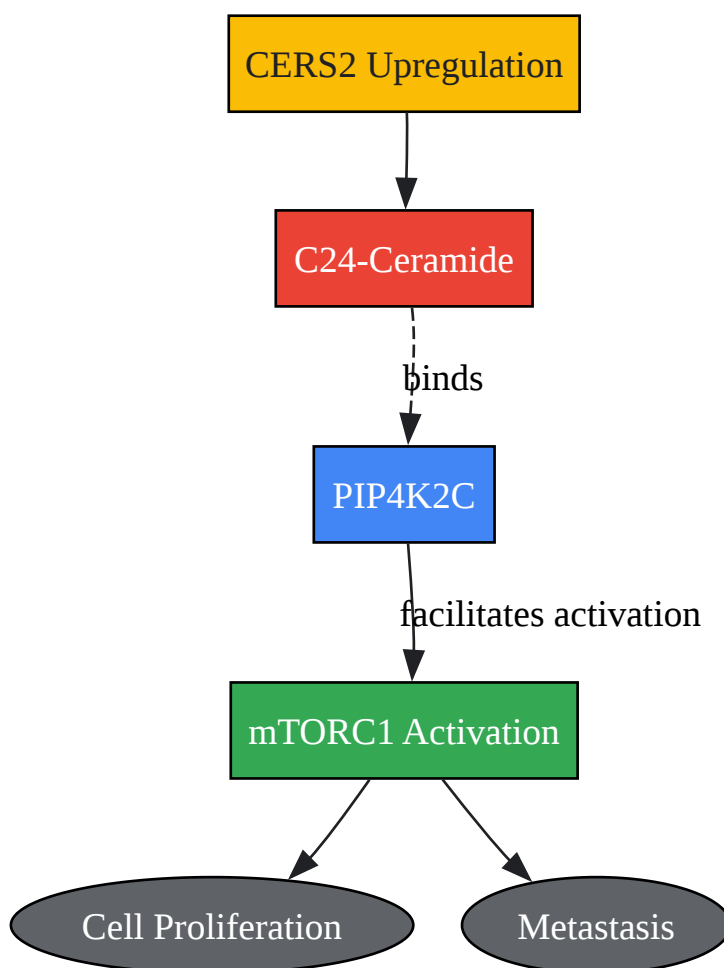 CERS2 Upregulation
C24-Ceramide
binds
PIP4K2C
facilitates activation
mTORC1 Activation
Cell Proliferation
Metastasis